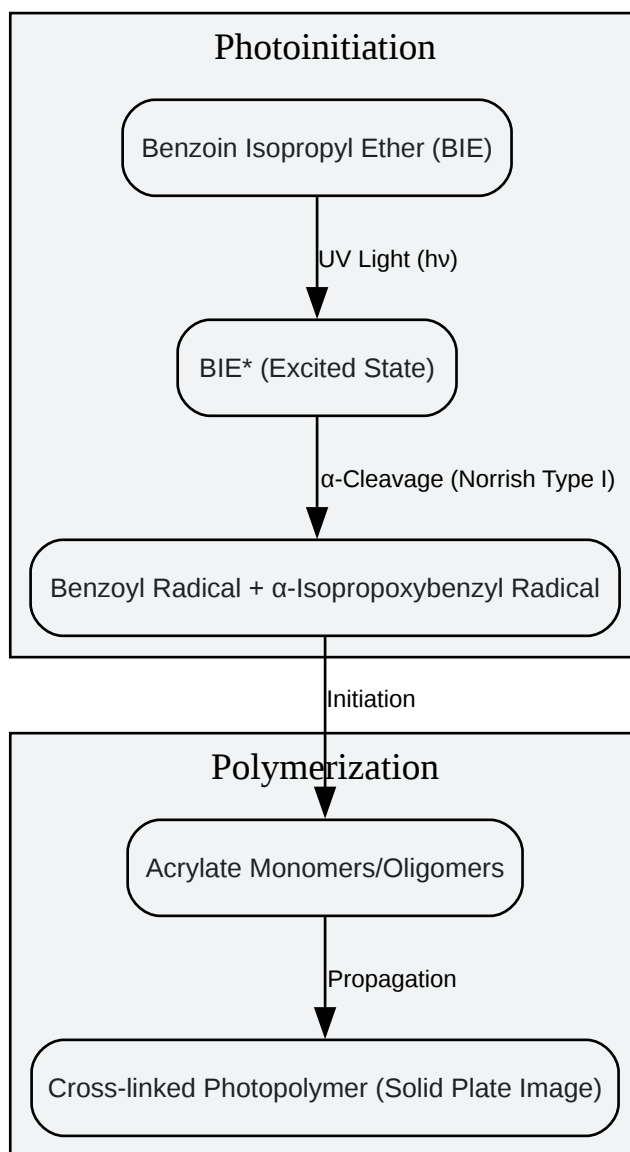 Photoinitiation
Benzoin Isopropyl Ether (BIE)
UV Light (hν)
BIE* (Excited State)
α-Cleavage (Norrish Type I)
Benzoyl Radical + α-Isopropoxybenzyl Radical
Initiation
Polymerization
Acrylate Monomers/Oligomers
Propagation
Cross-linked Photopolymer (Solid Plate Image)